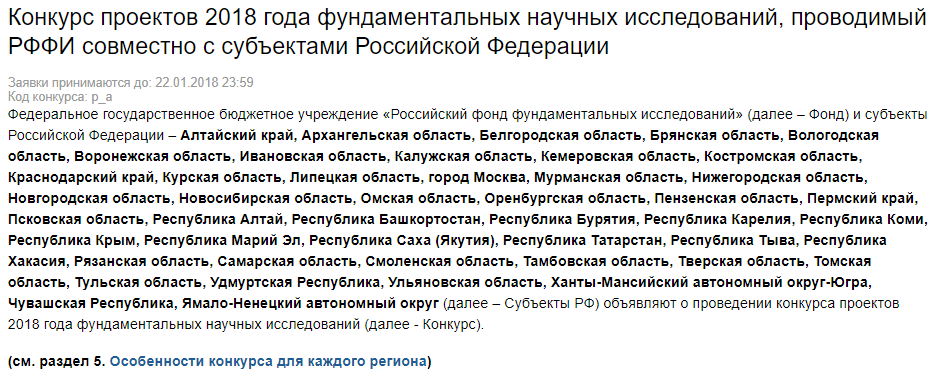 Конкурс проектов 2018 года фундаментальных научных исследований, проводимый
РФФИ совместно с субъектами Российской Федерации
Заявки принимаются до: 22.01.2018 23:59
Код конкурса: р_а
Федеральное государственное бюджетное учреждение «Российский фонд фундаментальных исследований» (далее – Фонд) и субъекты
Российской Федерации – Алтайский край, Архангельская область, Белгородская область, Брянская область, Вологодская
область, Воронежская область, Ивановская область, Калужская область, Кемеровская область, Костромская область,
Краснодарский край, Курская область, Липецкая область, город Москва, Мурманская область, Нижегородская область,
Новгородская область, Новосибирская область, Омская область, Оренбургская область, Пензенская область, Пермский край,
Псковская область, Республика Алтай, Республика Башкортостан, Республика Бурятия, Республика Карелия, Республика Коми,
Республика Крым, Республика Марий Эл, Республика Саха (Якутия), Республика Татарстан, Республика Тыва, Республика
Хакасия, Рязанская область, Самарская область, Смоленская область, Тамбовская область, Тверская область, Томская
область, Тульская область, Удмуртская Республика, Ульяновская область, Ханты-Мансийский автономный округ-Югра,
Чувашская Республика, Ямало-Ненецкий автономный округ (далее – Субъекты РФ) объявляют о проведении конкурса проектов
2018 года фундаментальных научных исследований (далее - Конкурс).
(см. раздел 5. Особенности конкурса для каждого региона)